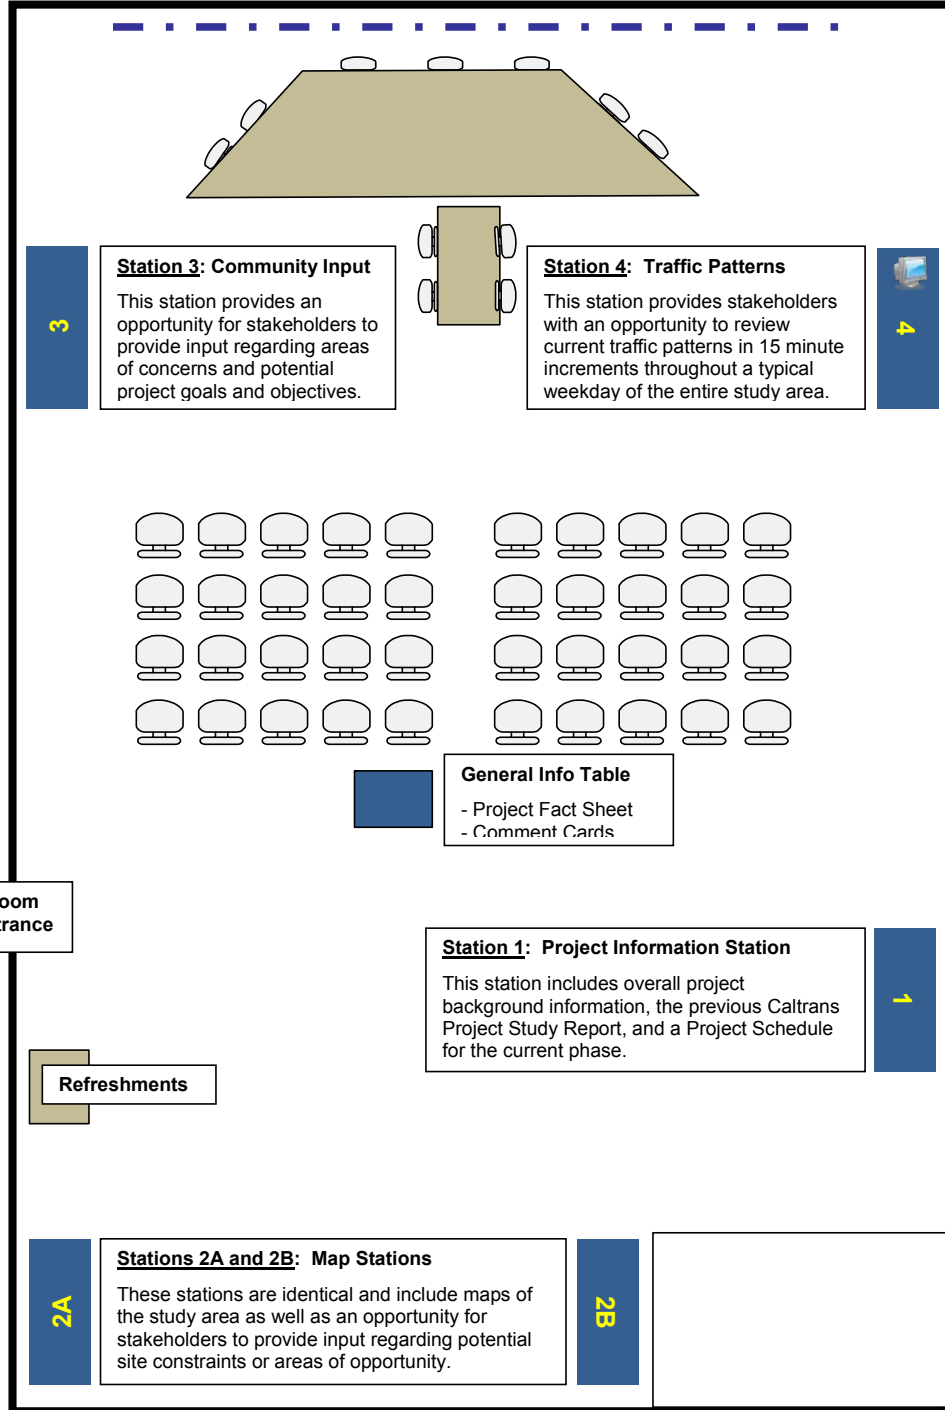 Station 3: Community Input
This station provides an
opportunity for stakeholders to
provide input regarding areas
of concerns and potential
project goals and objectives.
3
Station 4: Traffic Patterns
This station provides stakeholders
with an opportunity to review
current traffic patterns in 15 minute
increments throughout a typical
weekday of the entire study area.
4
General Info Table
- Project Fact Sheet
- Comment Cards
oom
trance
Station 1: Project Information Station
This station includes overall project
background information, the previous Caltrans
Project Study Report, and a Project Schedule
for the current phase.
1
Refreshments
2A
Stations 2A and 2B: Map Stations
These stations are identical and include maps of
the study area as well as an opportunity for
stakeholders to provide input regarding potential
site constraints or areas of opportunity.
2B